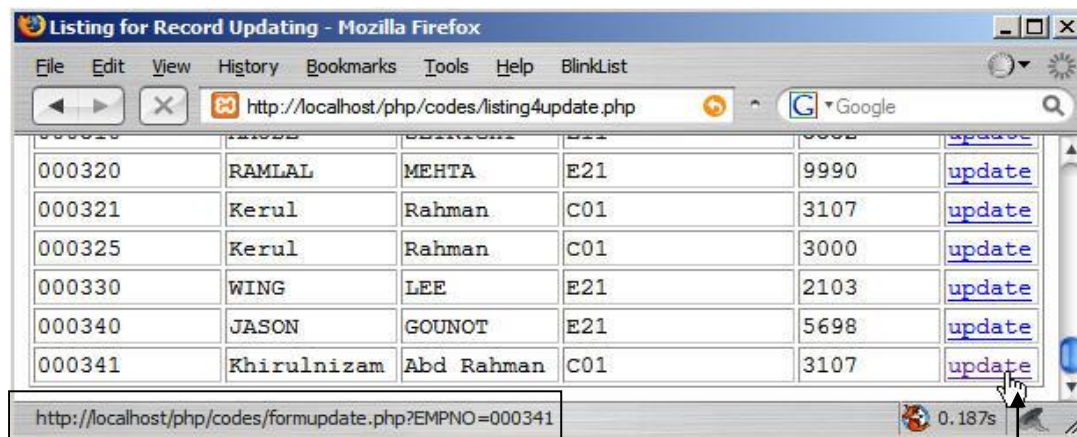 Listing for Record Updating - Mozilla Firefox
File Edit View History Bookmarks Tools Help BlinkList
http://localhost/php/codes/listing4update.php G Google
000320 RAMLAL MEHTA E21 9990 update
000321 Kerul Rahman C01 3107 update
000325 Kerul Rahman C01 3000 update
000330 WING LEE E21 2103 update
000340 JASON GOUNOT E21 5698 update
000341 Khirulnizam Abd Rahman C01 3107 update
http://localhost/php/codes/formupdate.php?EMPNO=000341 0.187s